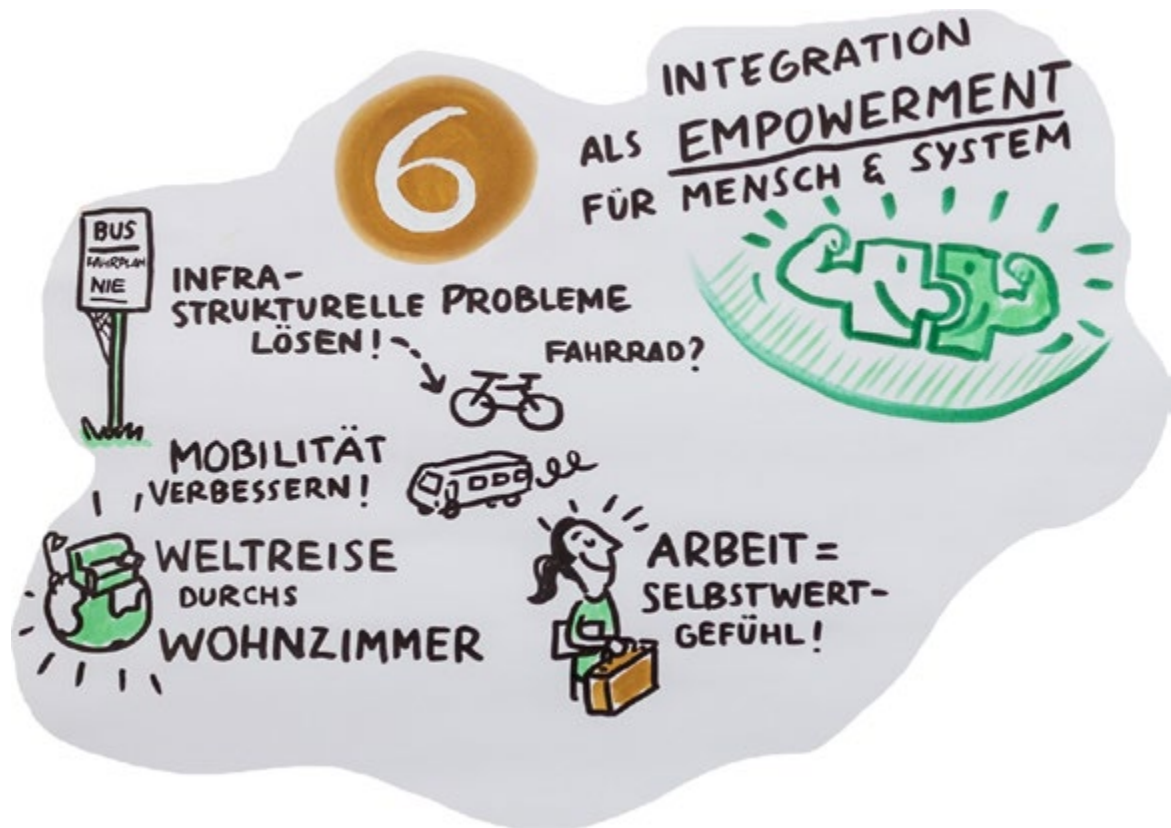 6
INTEGRATION
ALS EMPOWERMENT
FÜR MENSCH & SYSTEM
BUS
FAHRPLAN
NIE
INFRA-
STRUKTURELLE PROBLEME
LÖSEN!
FAHRRAD?
MOBILITÄT
VERBESSERN!
WELTREISE
DURCHS
WOHNZIMMER
ARBEIT =
SELBSTWERT-
GEFÜHL!